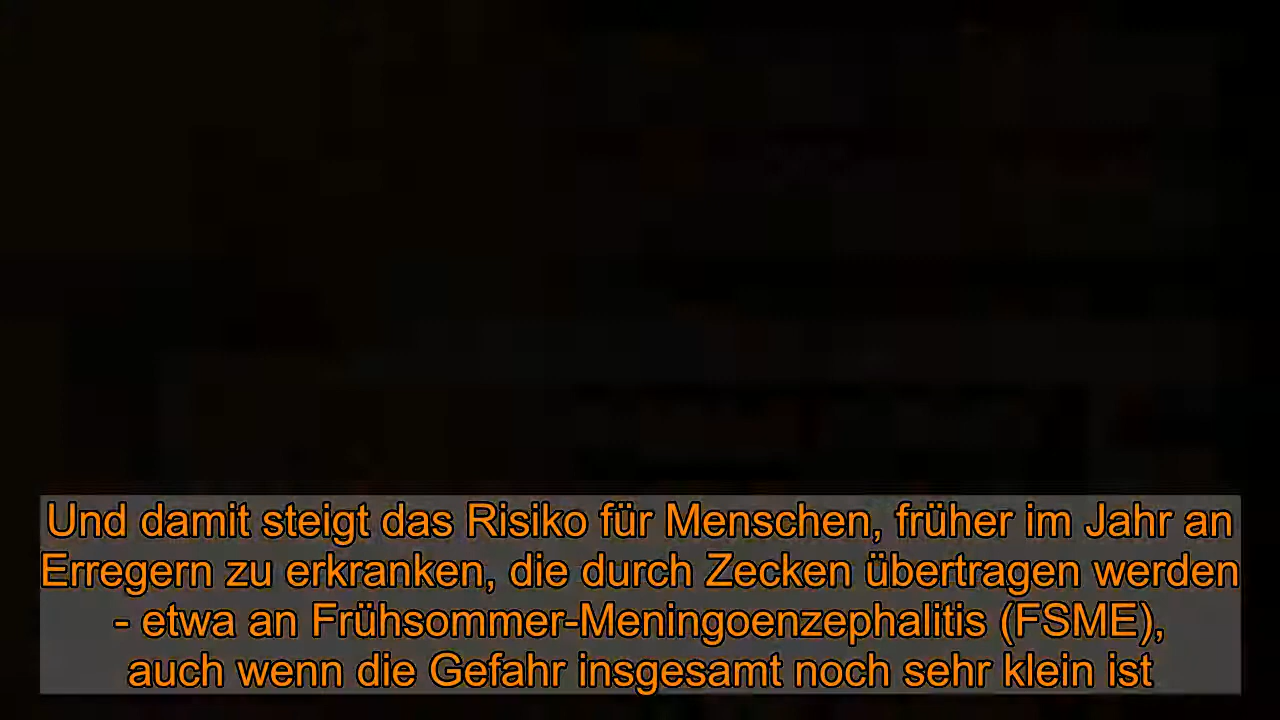 Und damit steigt das Risiko für Menschen, früher im Jahr an
Erregern zu erkranken, die durch Zecken übertragen werden
- etwa an Frühsommer-Meningoenzephalitis (FSME),
auch wenn die Gefahr insgesamt noch sehr klein ist